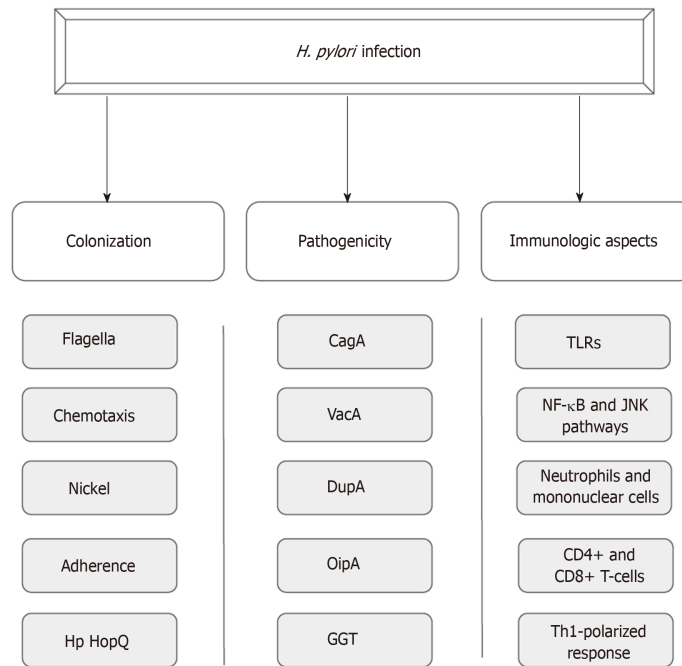 H. pylori infection
Colonization
Pathogenicity
Immunologic aspects
Flagella
CagA
TLRs
Chemotaxis
VacA
NF-κB and JNK
pathways
Nickel
DupA
Neutrophils and
mononuclear cells
Adherence
OipA
CD4+ and
CD8+ T-cells
Hp HopQ
GGT
Th1-polarized
response